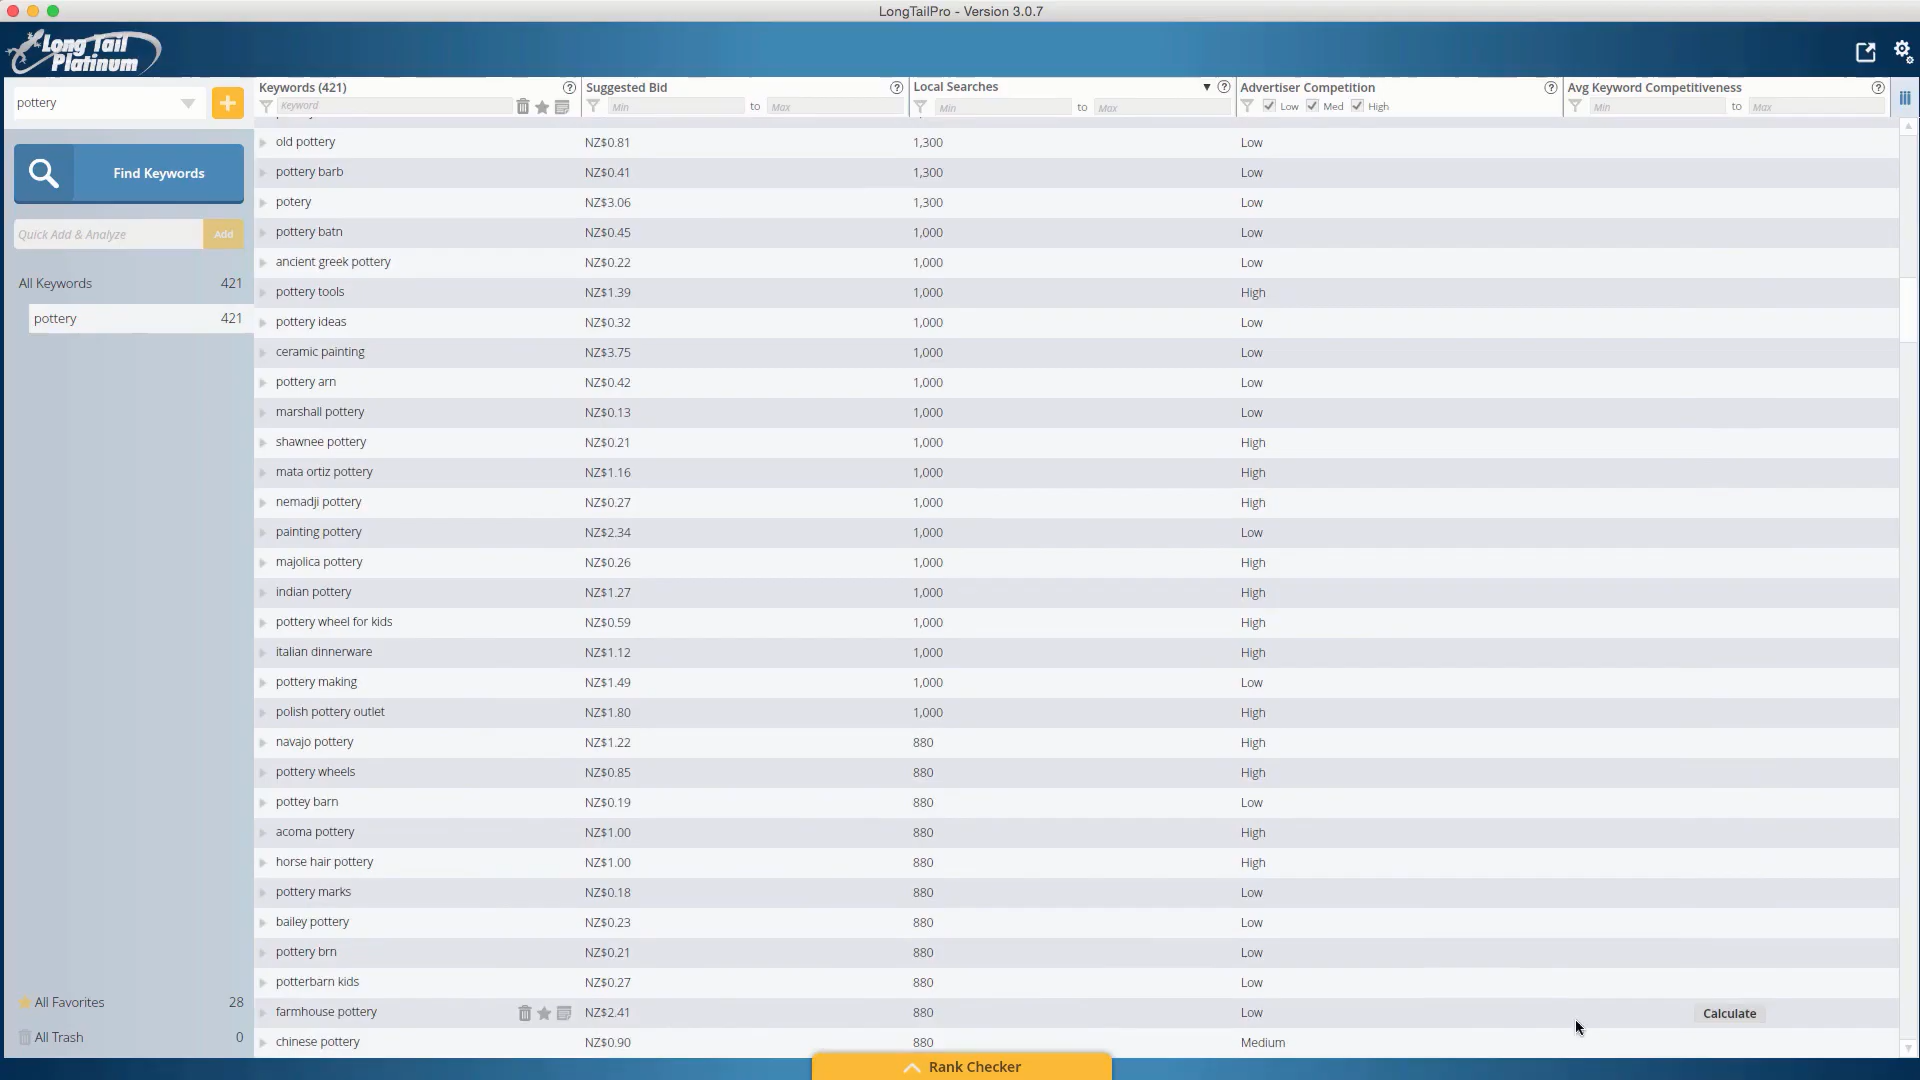 LongTailPro - Version 3.0.7
Long Tail
Platinum
pottery
Find Keywords
Quick Add & Analyze Add
All Keywords 421
pottery 421
All Favorites 28
All Trash 0
Keywords (421) Suggested Bid Local Searches Advertiser Competition Avg Keyword Competitiveness
Keyword Min to Max Min to Max Low Med High Min to Max
old pottery NZ$0.81 1,300 Low
pottery barb NZ$0.41 1,300 Low
potery NZ$3.06 1,300 Low
pottery batn NZ$0.45 1,000 Low
ancient greek pottery NZ$0.22 1,000 Low
pottery tools NZ$1.39 1,000 High
pottery ideas NZ$0.32 1,000 Low
ceramic painting NZ$3.75 1,000 Low
pottery arn NZ$0.42 1,000 Low
marshall pottery NZ$0.13 1,000 Low
shawnee pottery NZ$0.21 1,000 High
mata ortiz pottery NZ$1.16 1,000 High
nemadji pottery NZ$0.27 1,000 High
painting pottery NZ$2.34 1,000 Low
majolica pottery NZ$0.26 1,000 High
indian pottery NZ$1.27 1,000 High
pottery wheel for kids NZ$0.59 1,000 High
italian dinnerware NZ$1.12 1,000 High
pottery making NZ$1.49 1,000 Low
polish pottery outlet NZ$1.80 1,000 High
navajo pottery NZ$1.22 880 High
pottery wheels NZ$0.85 880 High
pottey barn NZ$0.19 880 Low
acoma pottery NZ$1.00 880 High
horse hair pottery NZ$1.00 880 High
pottery marks NZ$0.18 880 Low
bailey pottery NZ$0.23 880 Low
pottery brn NZ$0.21 880 Low
potterbarn kids NZ$0.27 880 Low
farmhouse pottery NZ$2.41 880 Low Calculate
chinese pottery NZ$0.90 880 Medium
Rank Checker